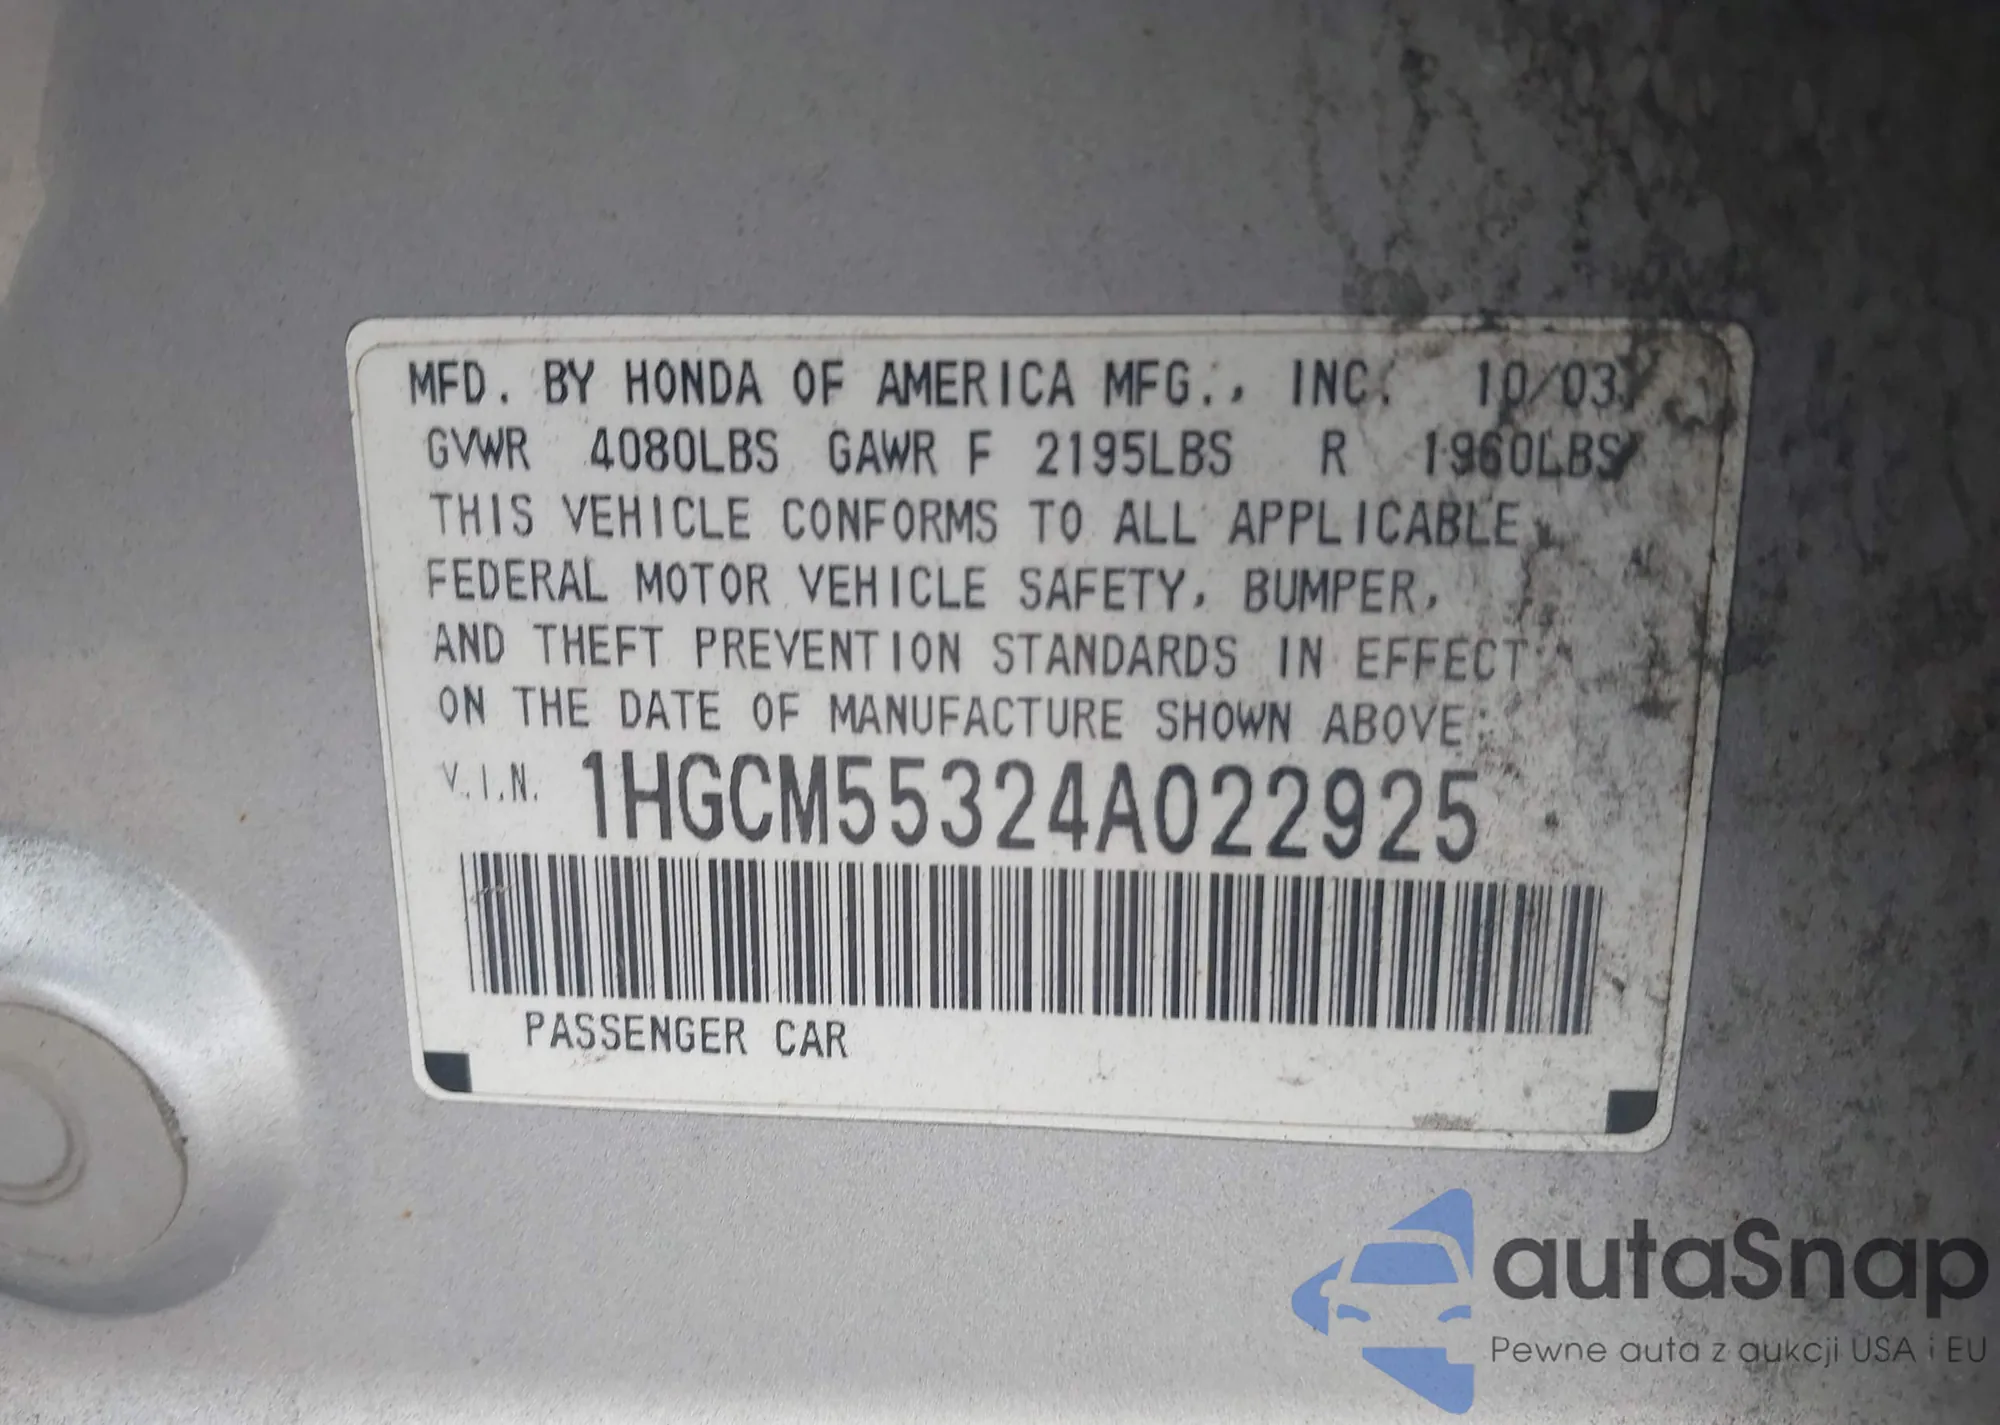 MFD. BY HONDA OF AMERICA MFG., INC. 10/03
GVWR 4080LBS GAWR F 2195LBS R 1960LBS
THIS VEHICLE CONFORMS TO ALL APPLICABLE
FEDERAL MOTOR VEHICLE SAFETY, BUMPER,
AND THEFT PREVENTION STANDARDS IN EFFECT
ON THE DATE OF MANUFACTURE SHOWN ABOVE:
V.I.N. 1HGCM55324A022925
PASSENGER CAR
autaSnap
Pewne auta z aukcji USA i EU